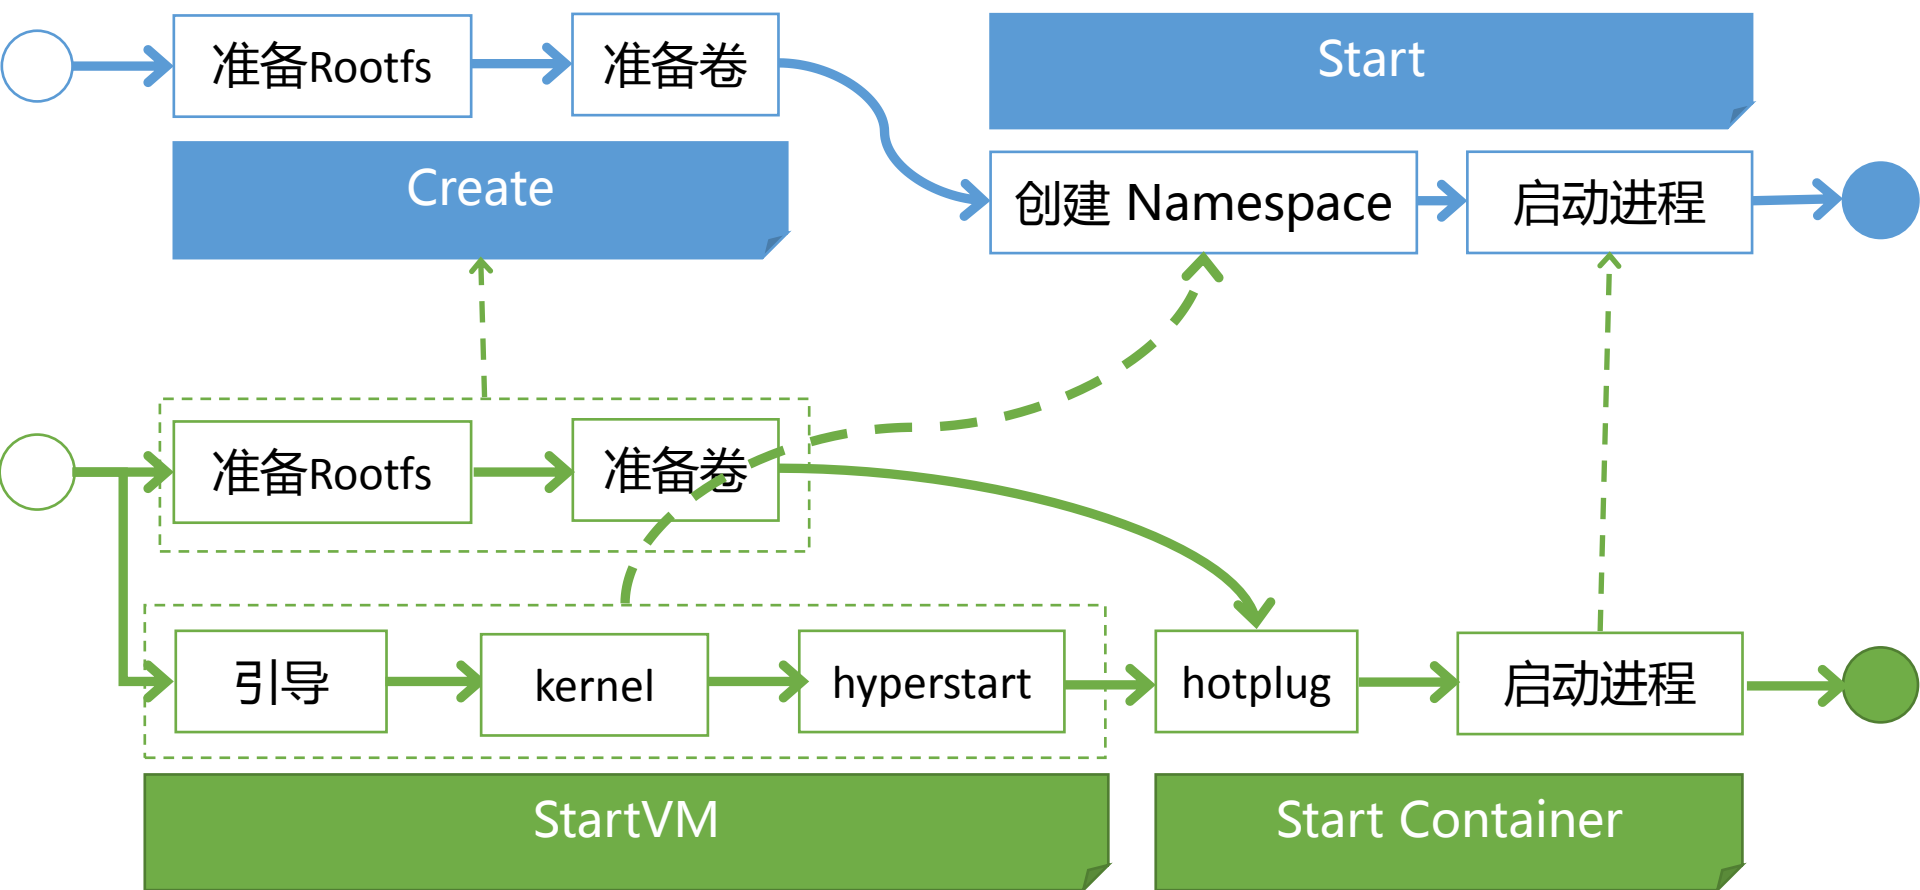 准备Rootfs
准备卷
Start
Create
创建 Namespace
启动进程
准备Rootfs
准备卷
引导
kernel
hyperstart
hotplug
启动进程
StartVM
Start Container